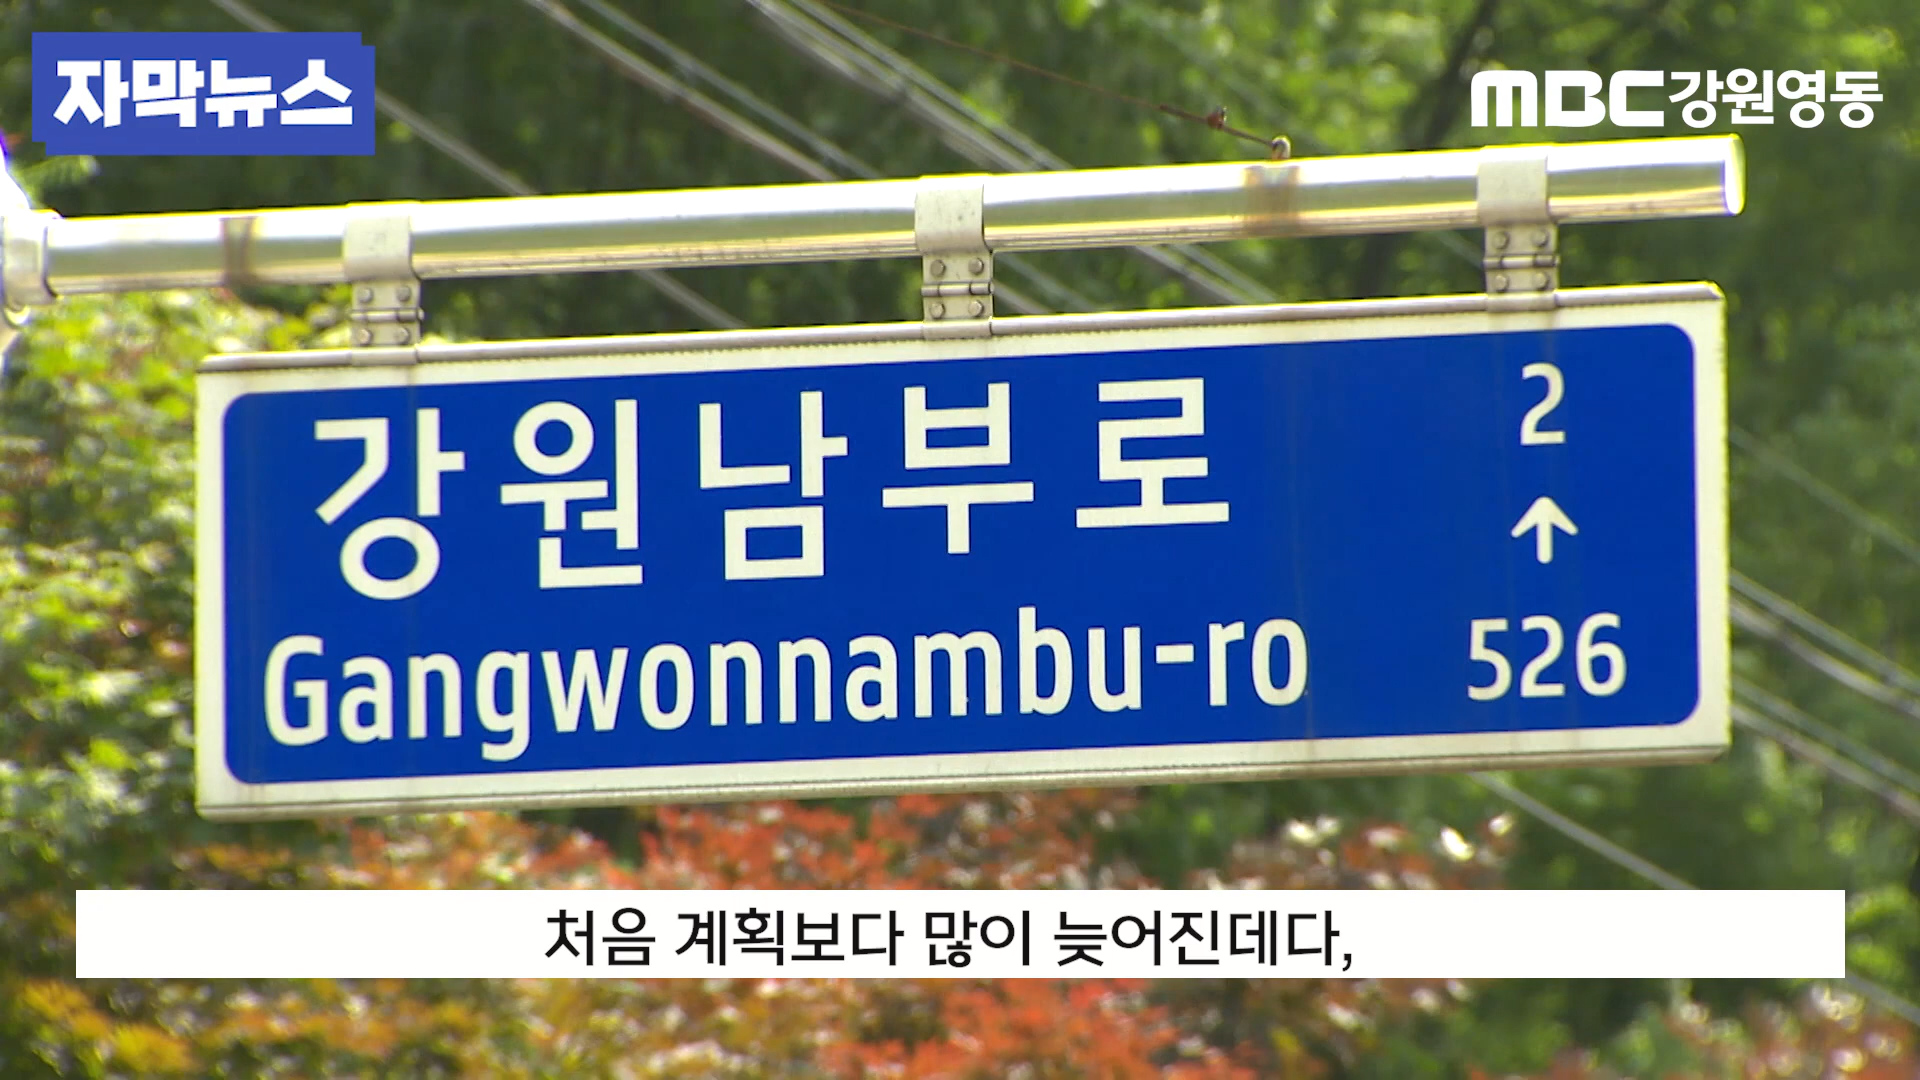 자막뉴스
MBC강원영동
강원남부로
Gangwonnambu-ro
2
↑
526
처음 계획보다 많이 늦어진데다,